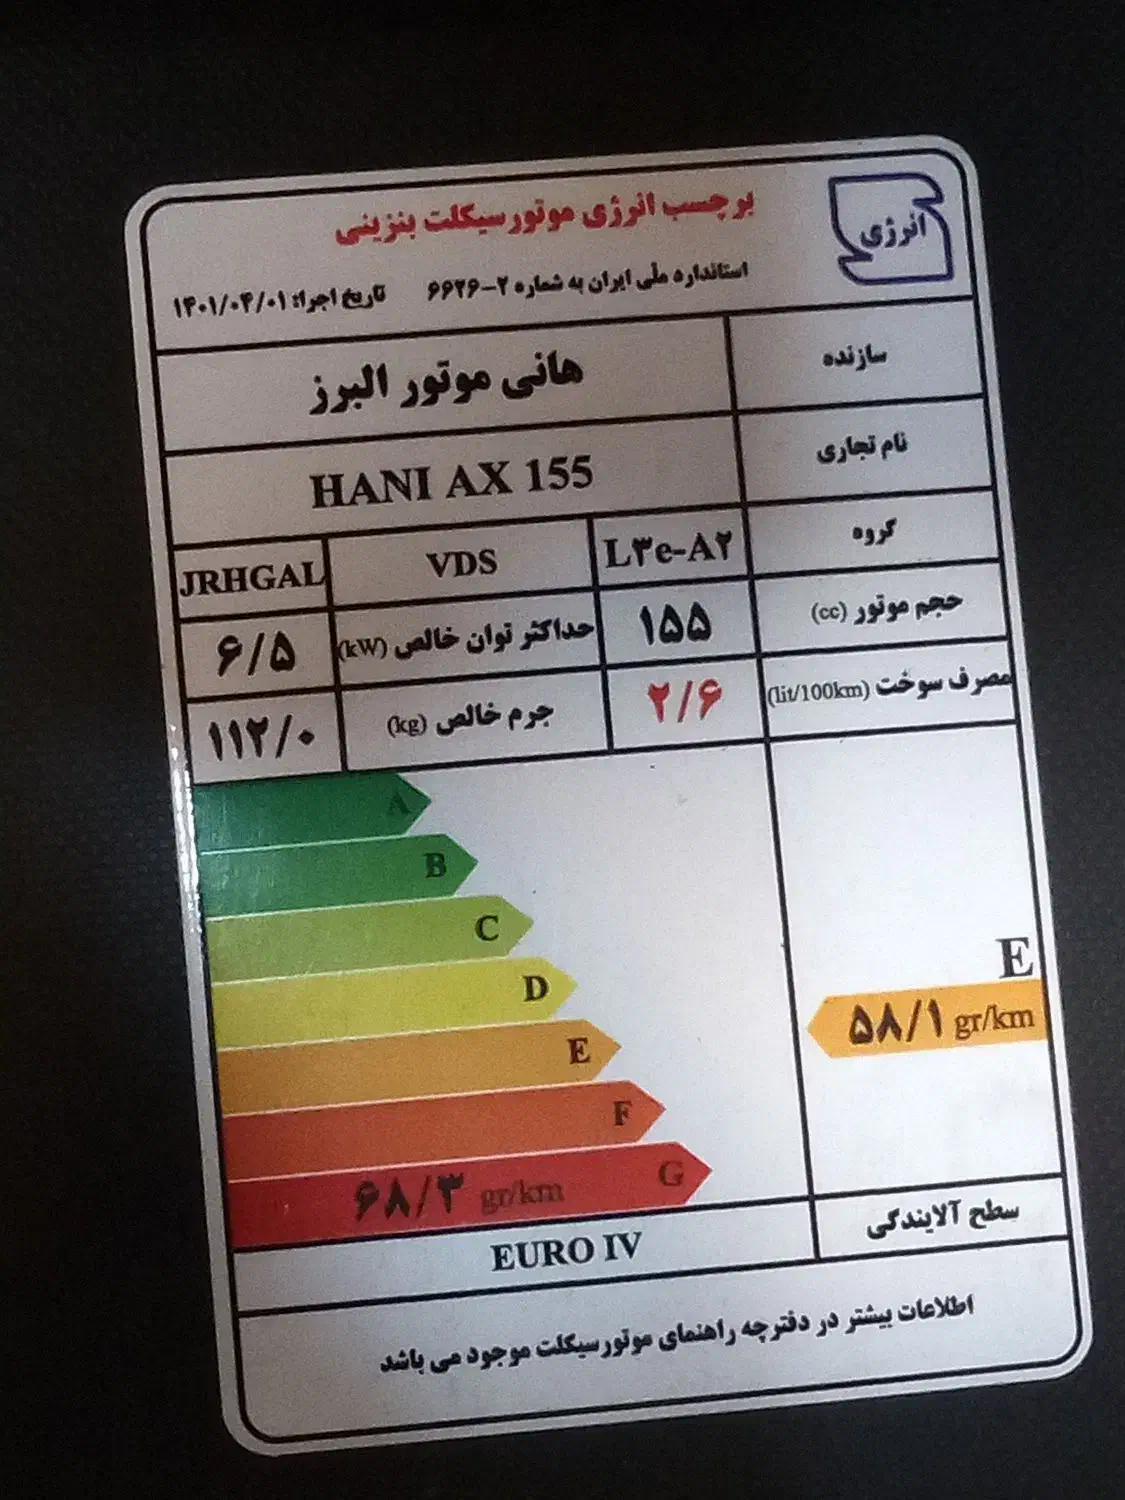 انرژی
برچسب انرژی موتورسیکلت بنزینی
استاندارد ملی ایران به شماره ۲-۶۶۲۶ تاریخ اجرا: ۱۴۰۱/۰۴/۰۱
سازنده هانی موتور البرز
نام تجاری HANI AX 155
گروه L۳e-A۲ VDS JRHGAL
حجم موتور (cc) ۱۵۵ حداکثر توان خالص (kW) ۶/۵
مصرف سوخت (lit/100km) ۲/۶ جرم خالص (kg) ۱۱۲/۰
A
B
C
D
E
۵۸/۱ gr/km
E
F
۶۸/۳ gr/km G
سطح آلایندگی EURO IV
اطلاعات بیشتر در دفترچه راهنمای موتورسیکلت موجود می باشد